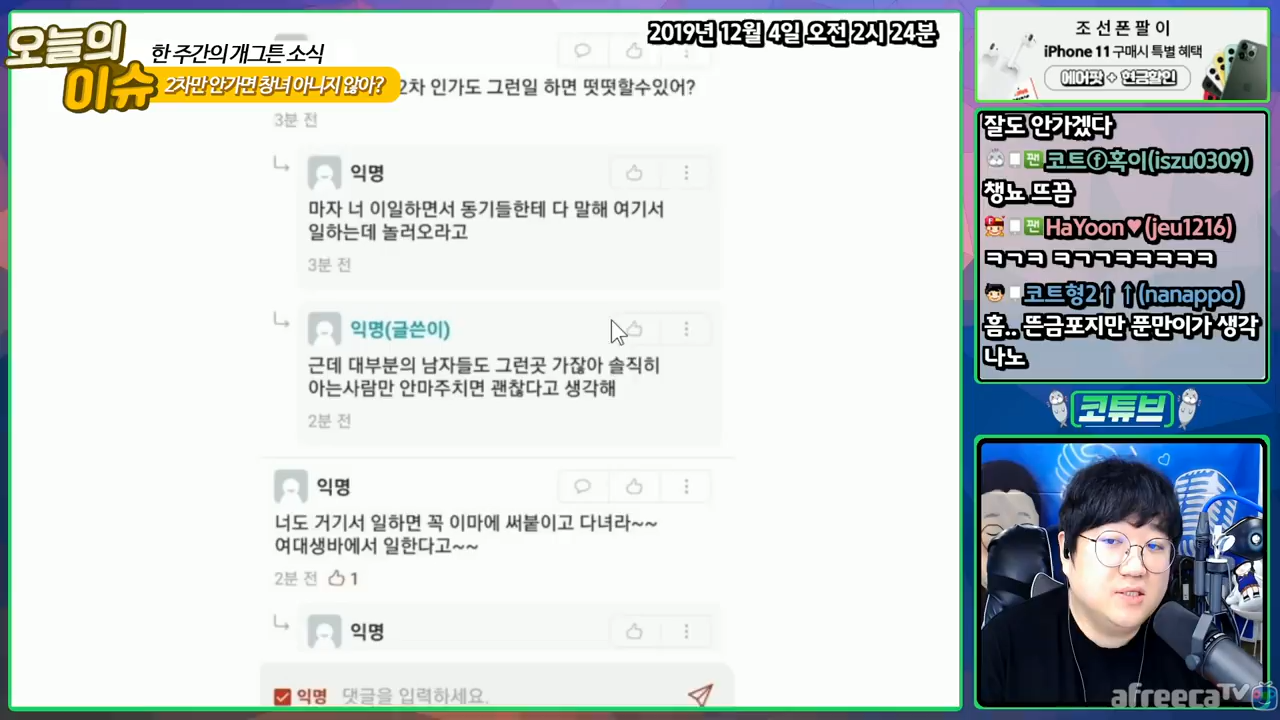 오늘의
이슈
한 주간의 개그튼 소식
2차만 안가면 창녀 아니지 않아?
2019년 12월 4일 오전 2시 24분
2차 인가도 그런일 하면 떳떳할수있어?
3분 전
익명
마자 너 이일하면서 동기들한테 다 말해 여기서
일하는데 놀러오라고
3분 전
익명(글쓴이)
근데 대부분의 남자들도 그런곳 가잖아 솔직히
아는사람만 안마주치면 괜찮다고 생각해
2분 전
익명
너도 거기서 일하면 꼭 이마에 써붙이고 다녀라~~
여대생바에서 일한다고~~
2분 전 1
익명
익명 댓글을 입력하세요.
조선폰팔이
iPhone 11 구매시 특별 혜택
에어팟 + 현금할인
잘도 안가겠다
팬 코트ⓕ혹이(iszu0309)
챙뇨 뜨끔
팬 HaYoon♥(jeu1216)
ㅋㄱㅋ ㅋㄱㄱㅋㅋㅋㅋㅋ
코트형2↑↑(nanappo)
흠.. 뜬금포지만 푼만이가 생각
나노
코튜브
afreecaTV